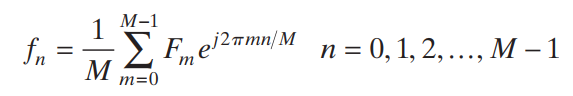 f_n = \frac{1}{M} \sum_{m=0}^{M-1} F_m e^{j2\pi mn/M} \quad n = 0, 1, 2, \ldots, M - 1